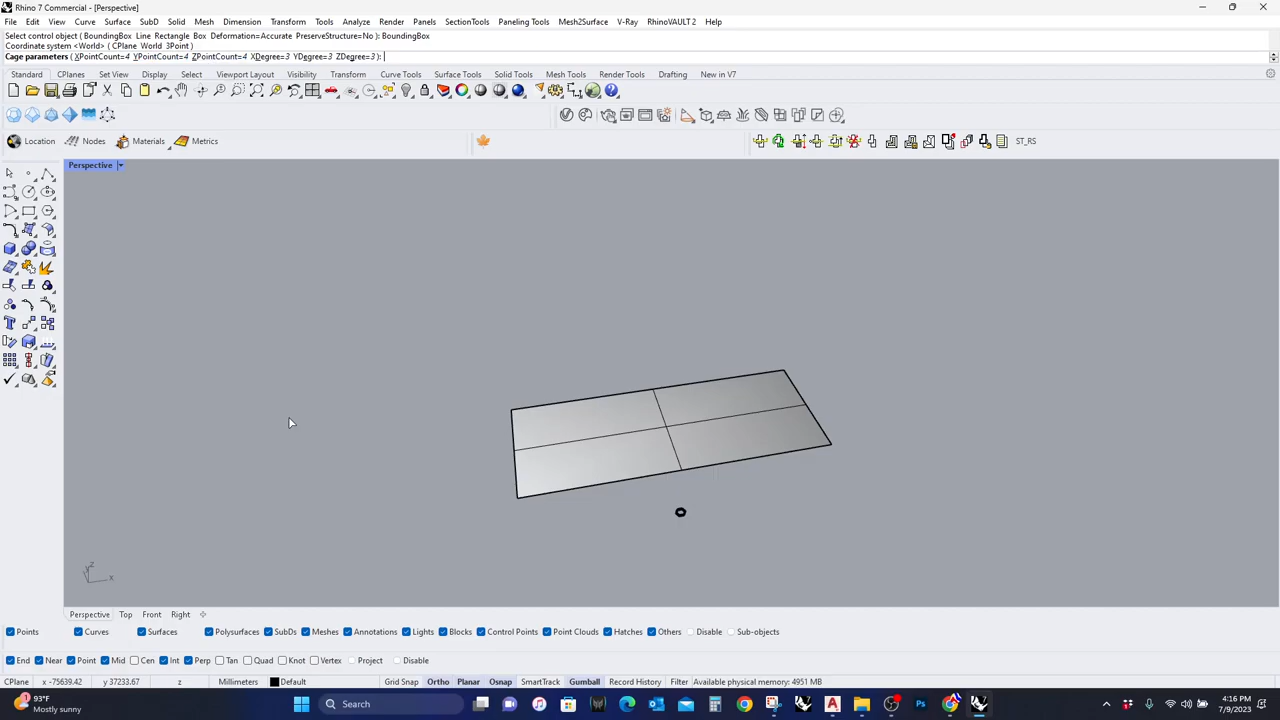 Rhino 7 Commercial - [Perspective]
File Edit View Curve Surface SubD Solid Mesh Dimension Transform Tools Analyze Render Panels SectionTools Paneling Tools Mesh2Surface V-Ray RhinoVAULT 2 Help
Select control object ( BoundingBox Line Rectangle Box Deformation=Accurate PreserveStructure=No ): BoundingBox
Coordinate system <World> ( CPlane World 3Point )
Cage parameters ( XPointCount=4 YPointCount=4 ZPointCount=4 XDegree=3 YDegree=3 ZDegree=3 ):
Standard CPlanes Set View Display Select Viewport Layout Visibility Transform Curve Tools Surface Tools Solid Tools Mesh Tools Render Tools Drafting New in V7
Location Nodes Materials Metrics ST_RS
Perspective
z
y
x
Perspective Top Front Right
Points Curves Surfaces Polysurfaces SubDs Meshes Annotations Lights Blocks Control Points Point Clouds Hatches Others Disable Sub-objects
End Near Point Mid Cen Int Perp Tan Quad Knot Vertex Project Disable
CPlane x -75639.42 y 37233.67 z Millimeters Default Grid Snap Ortho Planar Osnap SmartTrack Gumball Record History Filter Available physical memory: 4951 MB
93°F
Mostly sunny
Search
4:16 PM
7/9/2023